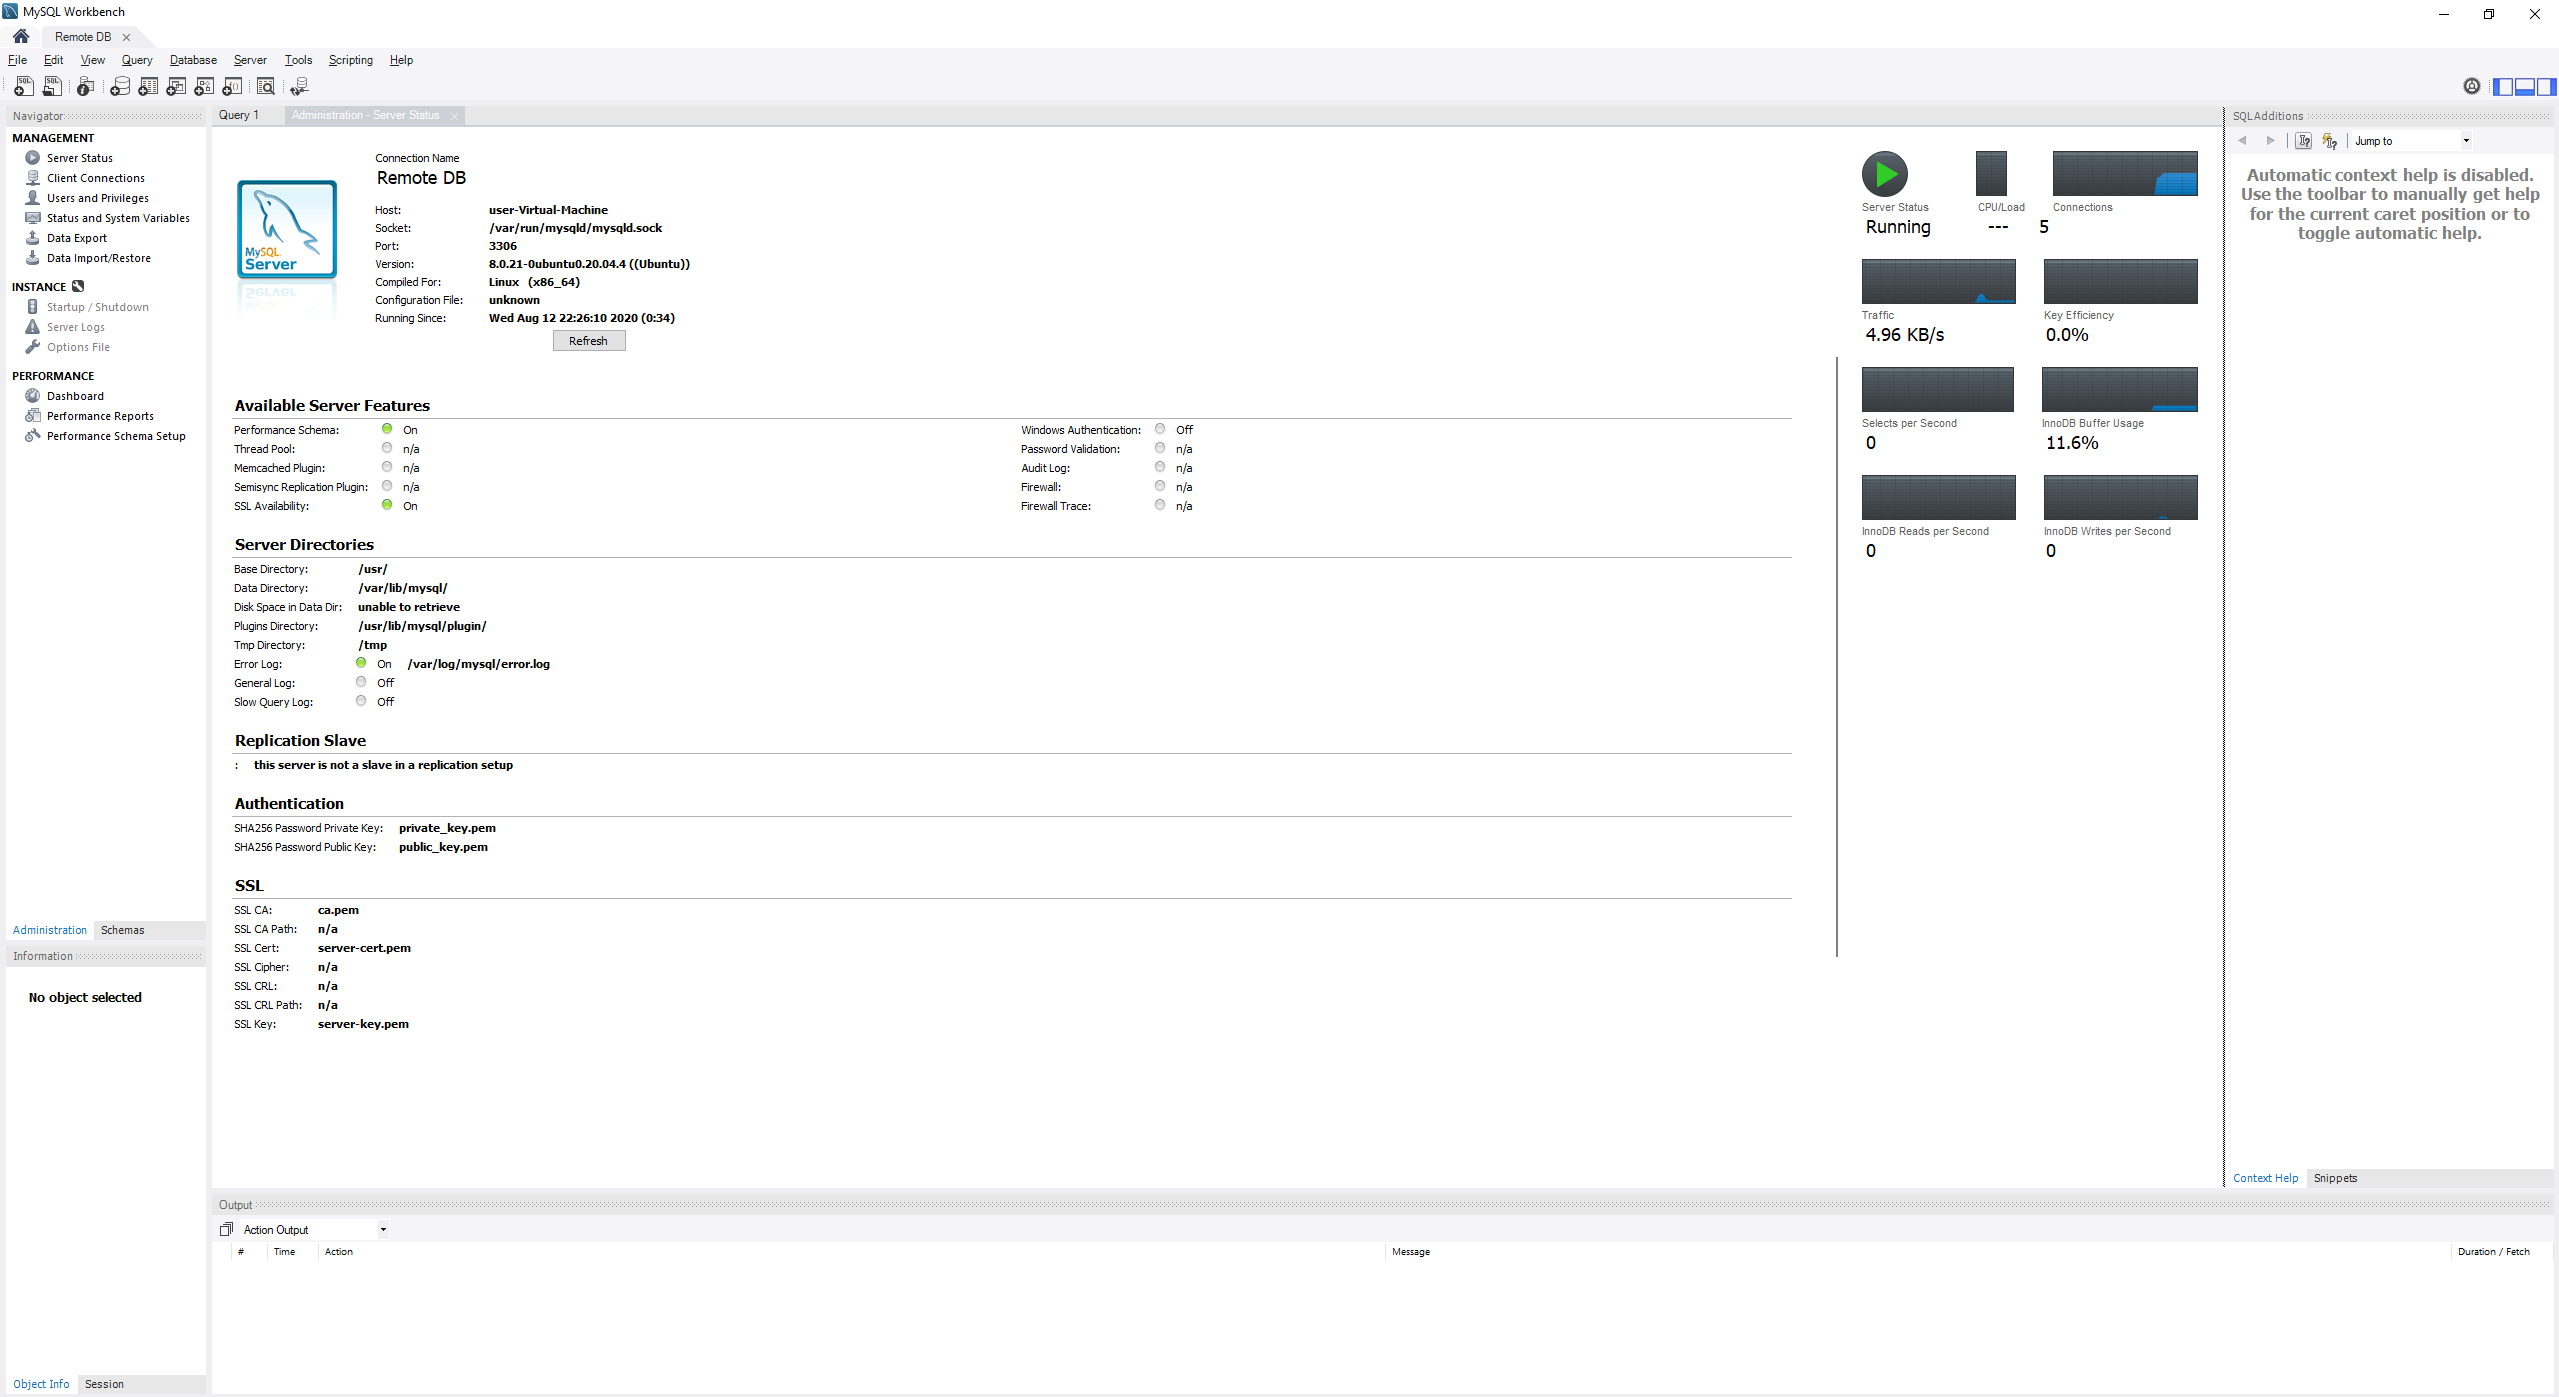 MySQL Workbench
Remote DB
File Edit View Query Database Server Tools Scripting Help
Navigator
MANAGEMENT
Server Status
Client Connections
Users and Privileges
Status and System Variables
Data Export
Data Import/Restore
INSTANCE
Startup / Shutdown
Server Logs
Options File
PERFORMANCE
Dashboard
Performance Reports
Performance Schema Setup
Administration Schemas
Information
No object selected
Object Info Session
Query 1 Administration - Server Status
MySQL
Server
Connection Name
Remote DB
Host: user-Virtual-Machine
Socket: /var/run/mysqld/mysqld.sock
Port: 3306
Version: 8.0.21-0ubuntu0.20.04.4 ((Ubuntu))
Compiled For: Linux (x86_64)
Configuration File: unknown
Running Since: Wed Aug 12 22:26:10 2020 (0:34)
Refresh
Available Server Features
Performance Schema: On Windows Authentication: Off
Thread Pool: n/a Password Validation: n/a
Memcached Plugin: n/a Audit Log: n/a
Semisync Replication Plugin: n/a Firewall: n/a
SSL Availability: On Firewall Trace: n/a
Server Directories
Base Directory: /usr/
Data Directory: /var/lib/mysql/
Disk Space in Data Dir: unable to retrieve
Plugins Directory: /usr/lib/mysql/plugin/
Tmp Directory: /tmp
Error Log: On /var/log/mysql/error.log
General Log: Off
Slow Query Log: Off
Replication Slave
: this server is not a slave in a replication setup
Authentication
SHA256 Password Private Key: private_key.pem
SHA256 Password Public Key: public_key.pem
SSL
SSL CA: ca.pem
SSL CA Path: n/a
SSL Cert: server-cert.pem
SSL Cipher: n/a
SSL CRL: n/a
SSL CRL Path: n/a
SSL Key: server-key.pem
Server Status CPU/Load Connections
Running --- 5
Traffic Key Efficiency
4.96 KB/s 0.0%
Selects per Second InnoDB Buffer Usage
0 11.6%
InnoDB Reads per Second InnoDB Writes per Second
0 0
SQLAdditions
Jump to
Automatic context help is disabled.
Use the toolbar to manually get help
for the current caret position or to
toggle automatic help.
Context Help Snippets
Output
Action Output
# Time Action Message Duration / Fetch